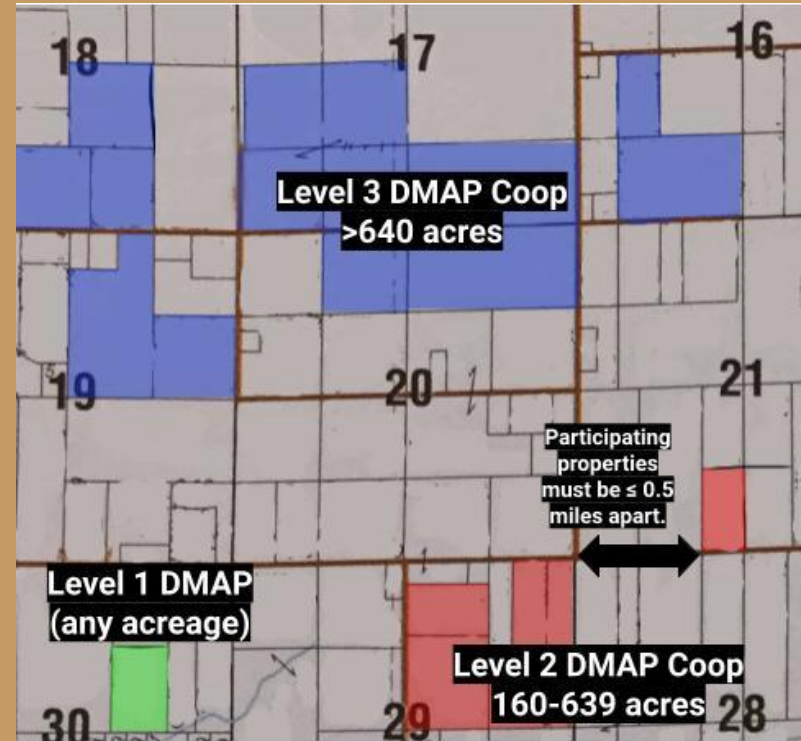 18
17
16
Level 3 DMAP Coop
>640 acres
19
20
21
Participating
properties
must be ≤ 0.5
miles apart.
Level 1 DMAP
(any acreage)
Level 2 DMAP Coop
160-639 acres
30
29
28